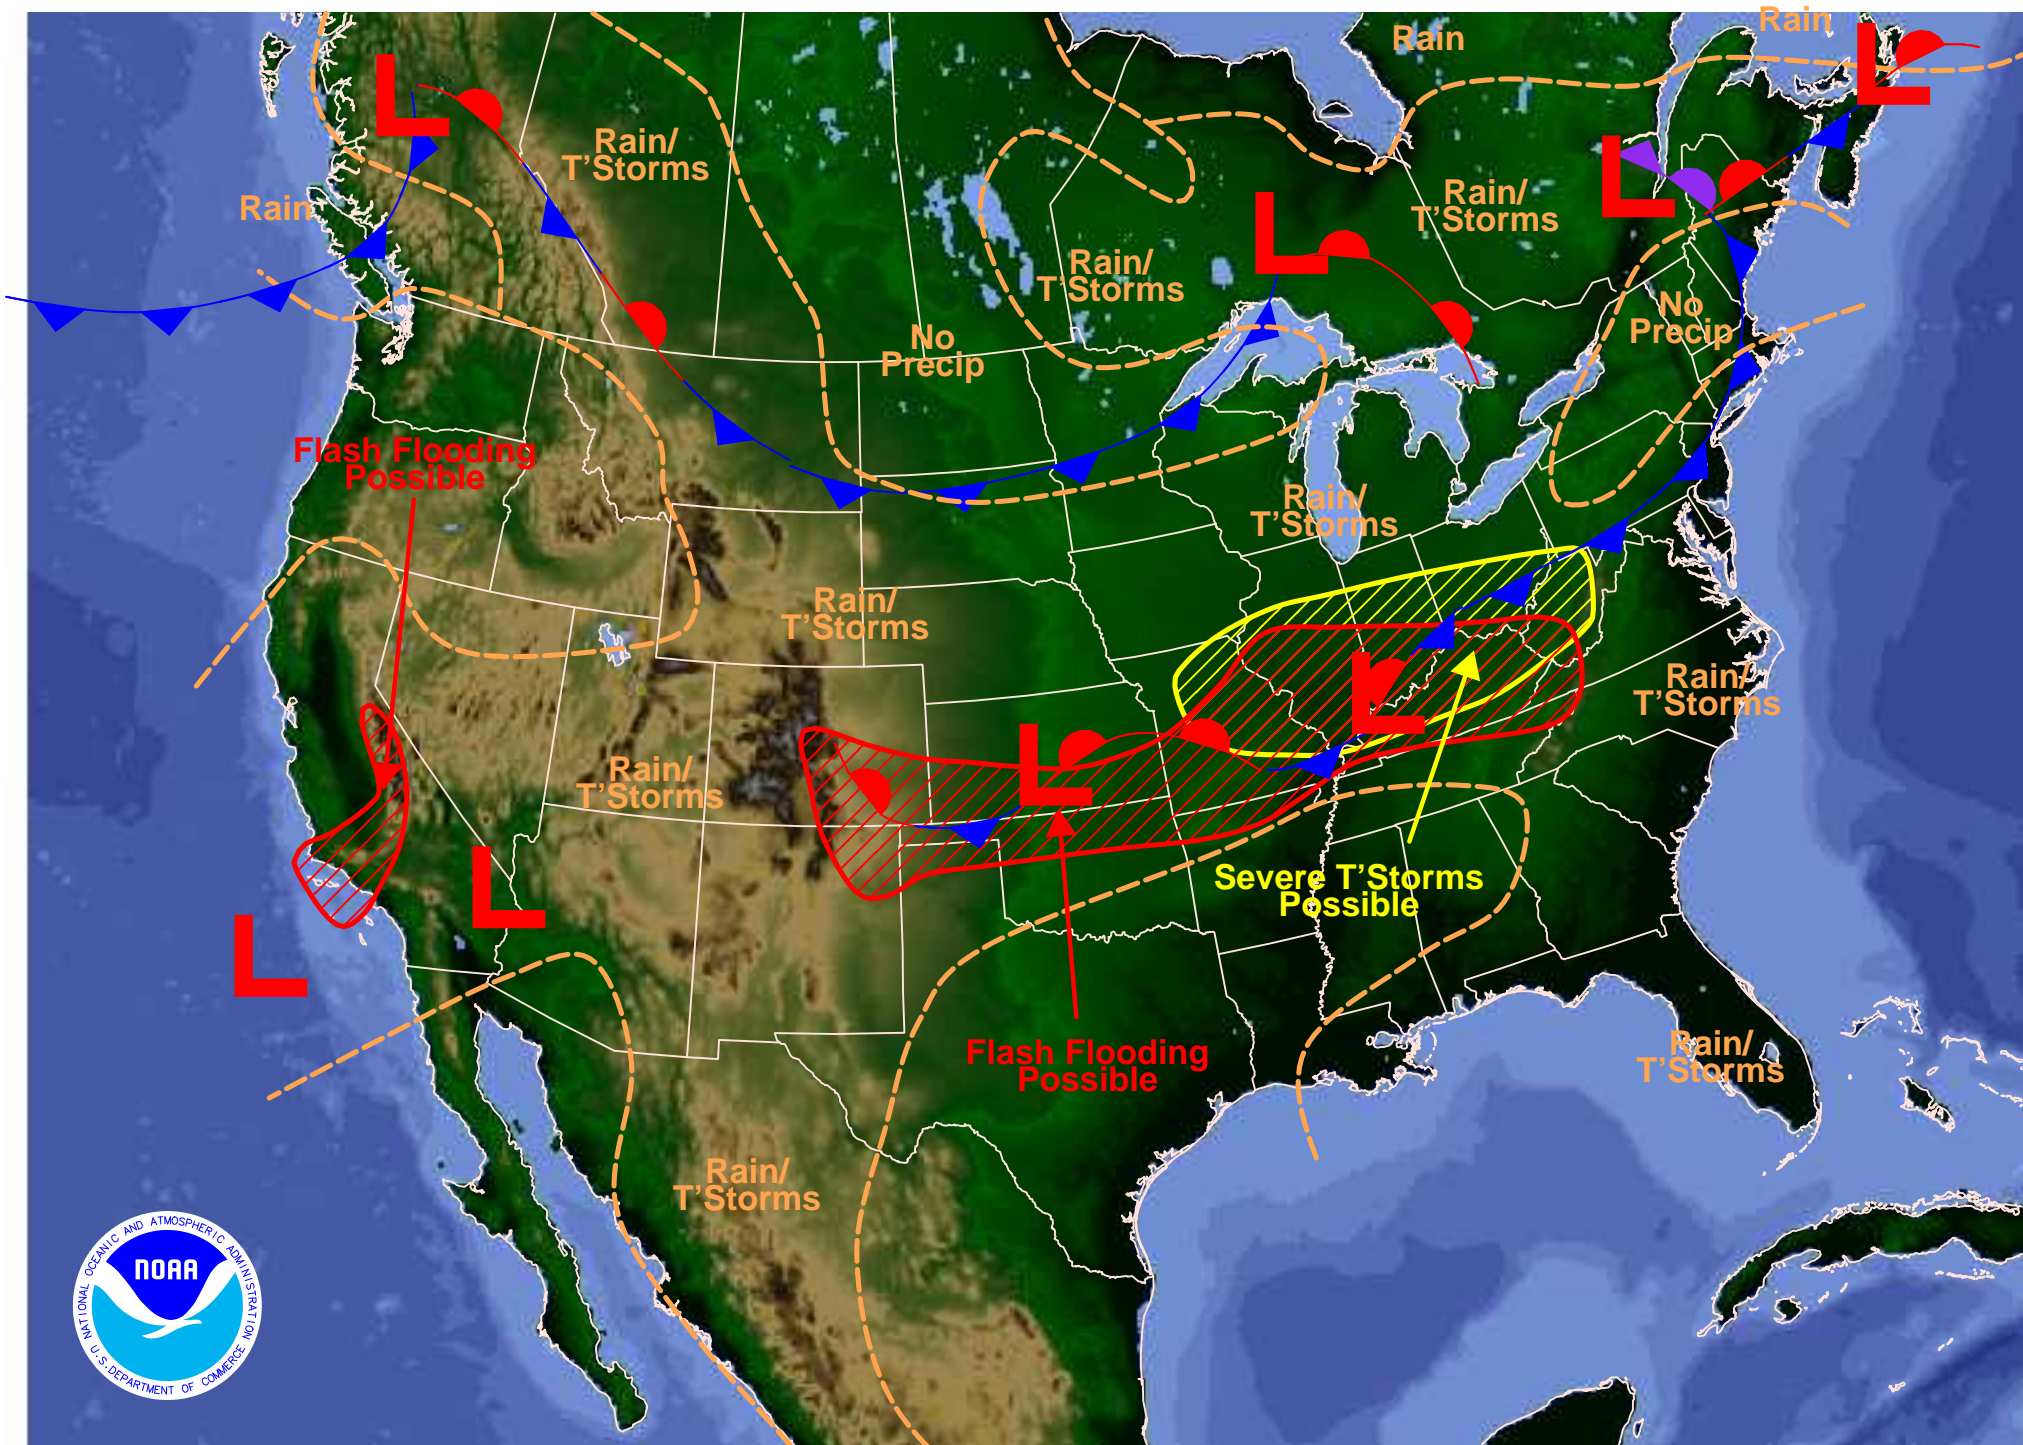 Rain
Rain
L
L
Rain/
T'Storms
L
Rain/
T'Storms
L
Rain
Rain/
T'Storms
No
Precip
No
Precip
Flash Flooding
Possible
Rain/
T'Storms
Rain/
T'Storms
L
Rain/
T'Storms
L
Rain/
T'Storms
L
Severe T'Storms
Possible
L
Flash Flooding
Possible
Rain/
T'Storms
Rain/
T'Storms
NATIONAL OCEANIC AND ATMOSPHERIC ADMINISTRATION
NOAA
U.S. DEPARTMENT OF COMMERCE